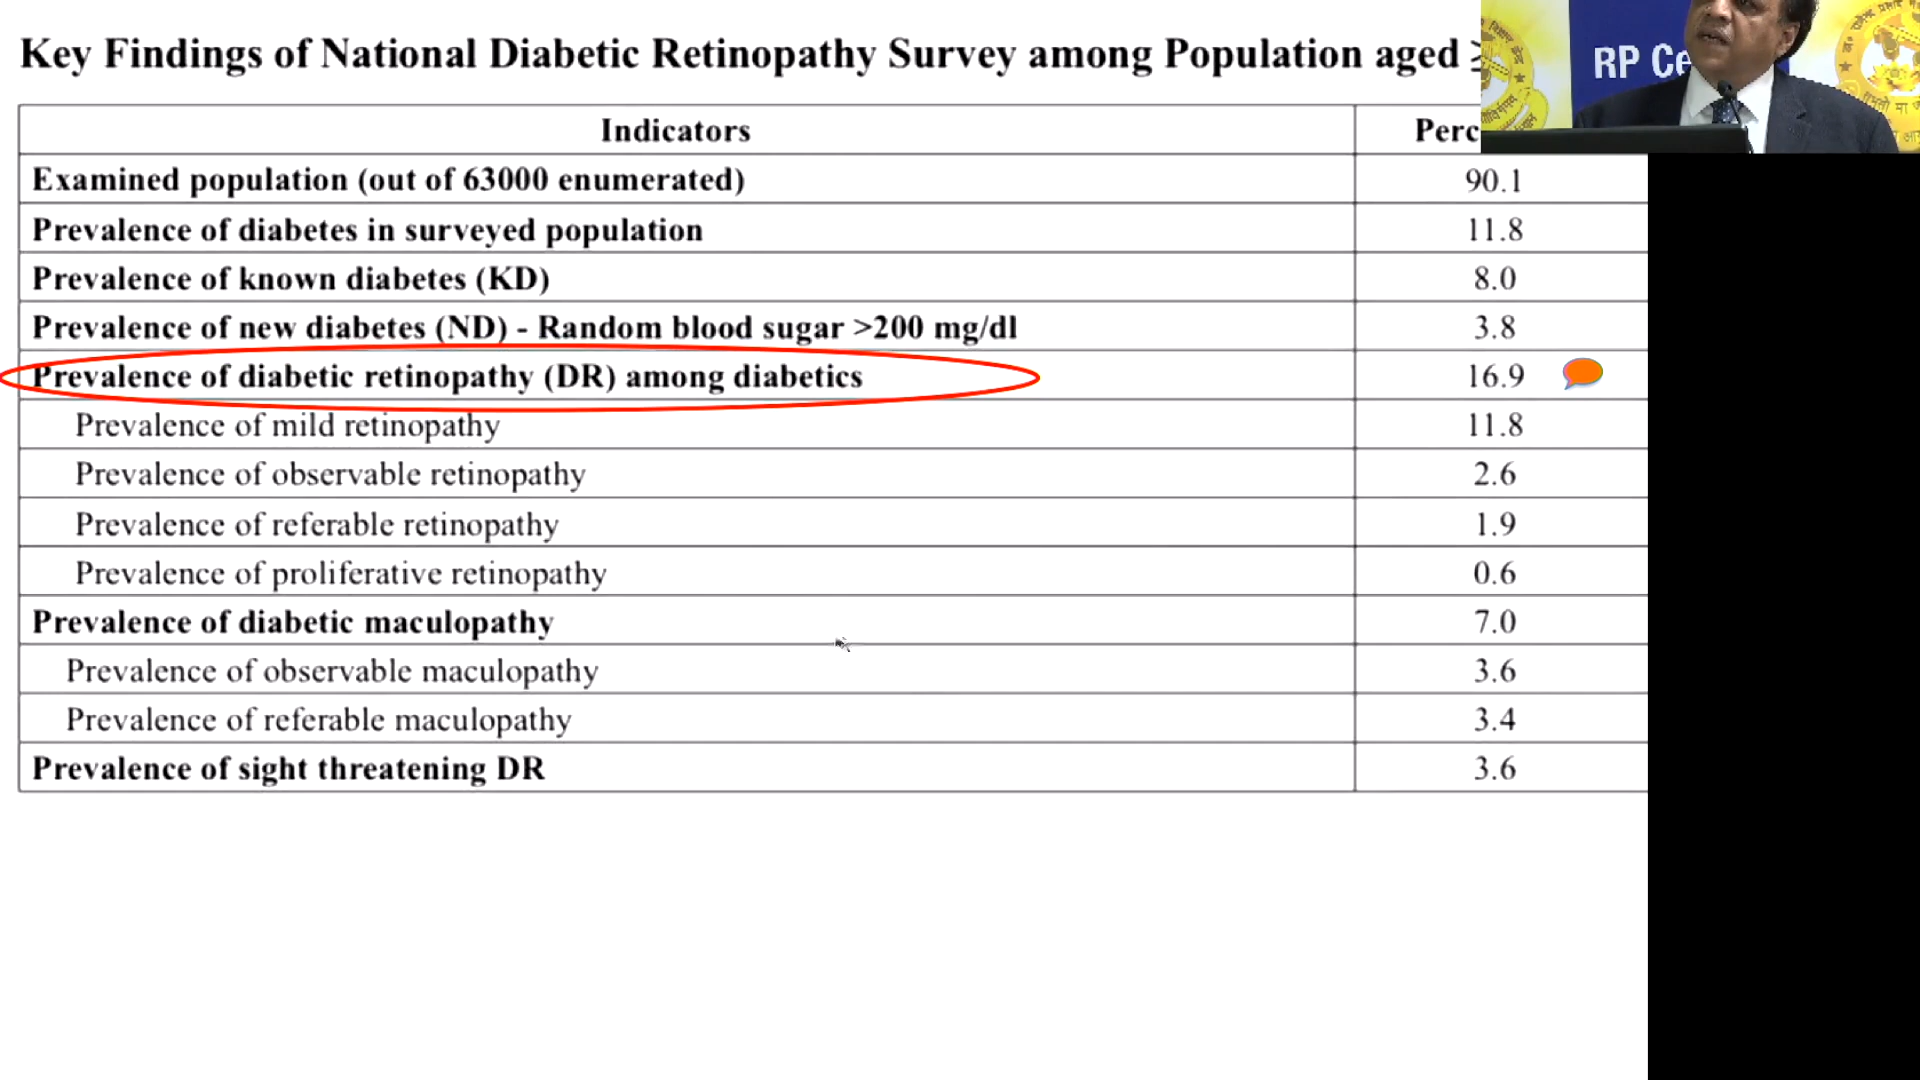 Key Findings of National Diabetic Retinopathy Survey among Population aged
RP
Indicators
Examined population (out of 63000 enumerated) 90.1
Prevalence of diabetes in surveyed population 11.8
Prevalence of known diabetes (KD) 8.0
Prevalence of new diabetes (ND) - Random blood sugar >200 mg/dl 3.8
Prevalence of diabetic retinopathy (DR) among diabetics 16.9
Prevalence of mild retinopathy 11.8
Prevalence of observable retinopathy 2.6
Prevalence of referable retinopathy 1.9
Prevalence of proliferative retinopathy 0.6
Prevalence of diabetic maculopathy 7.0
Prevalence of observable maculopathy 3.6
Prevalence of referable maculopathy 3.4
Prevalence of sight threatening DR 3.6